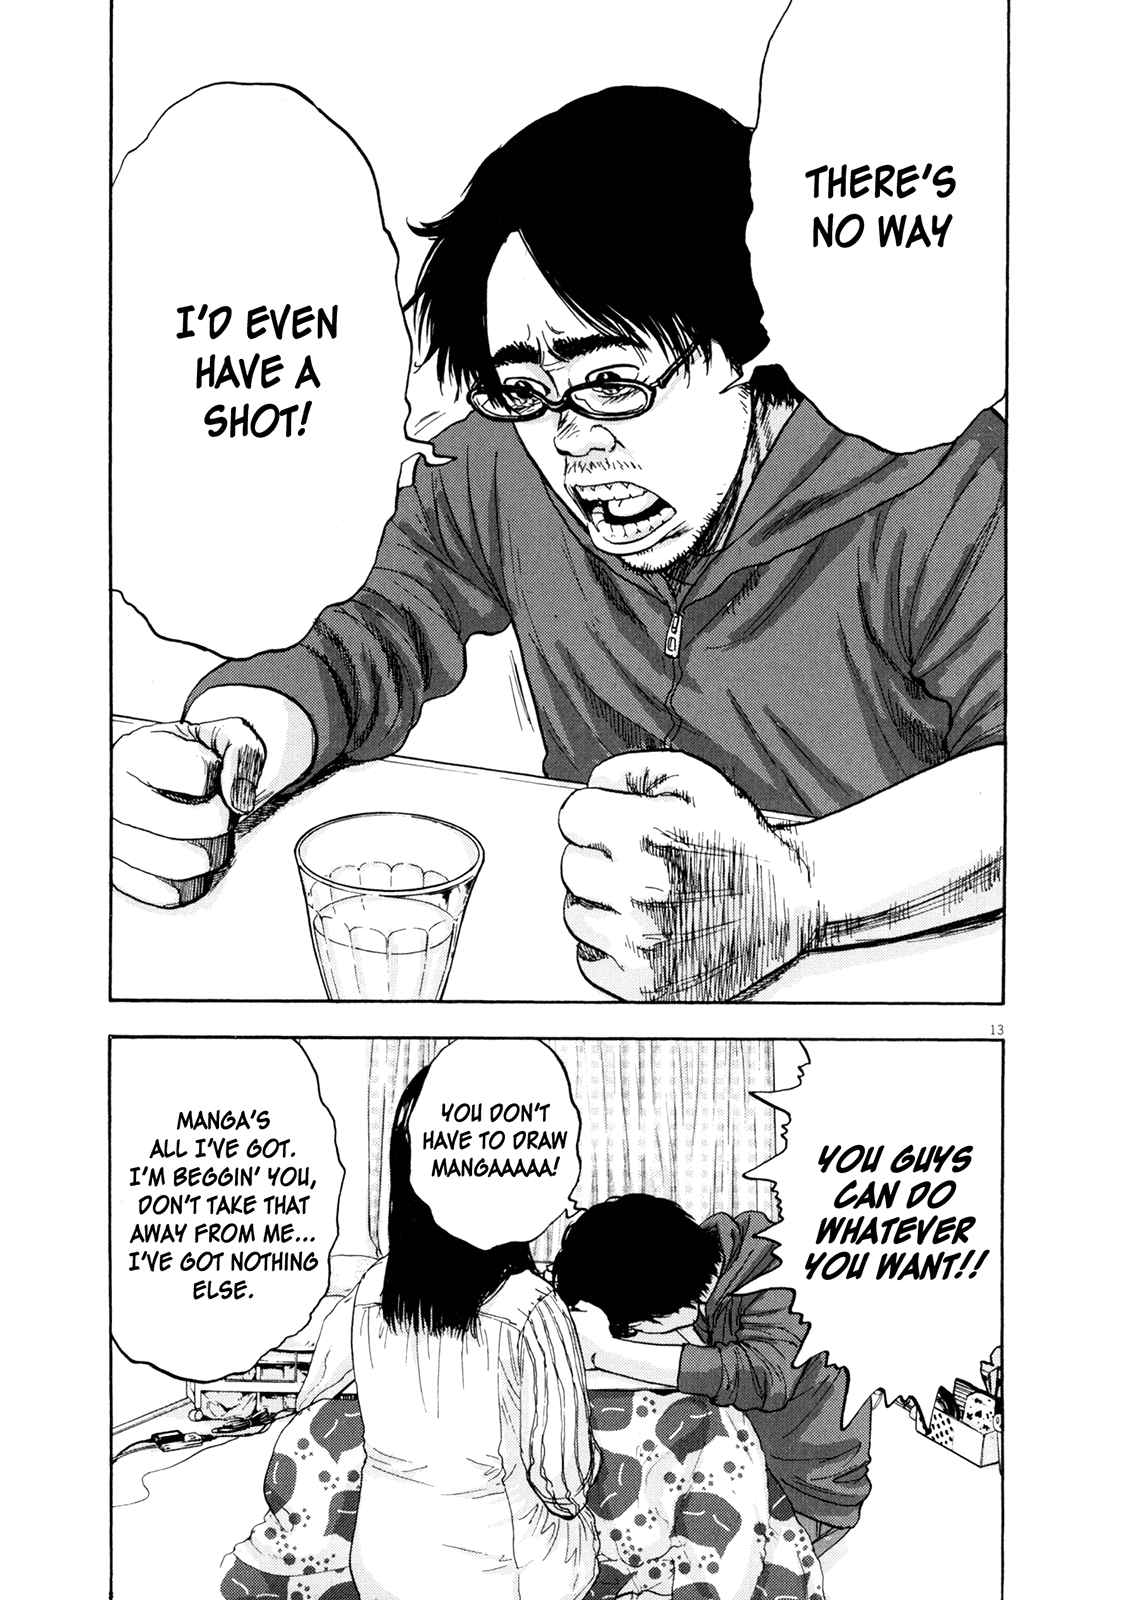 THERE'S
NO WAY
I'D EVEN
HAVE A
SHOT!
13
YOU GUYS
CAN DO
WHATEVER
YOU WANT!!
YOU DON'T
HAVE TO DRAW
MANGAAAAA!
MANGA'S
ALL I'VE GOT.
I'M BEGGIN' YOU,
DON'T TAKE THAT
AWAY FROM ME...
I'VE GOT NOTHING
ELSE.